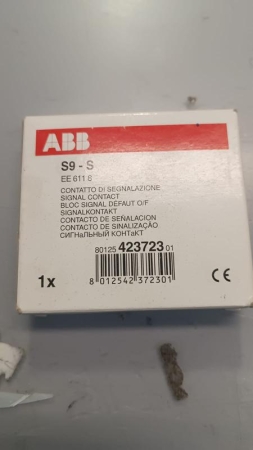 ABB
S9 - S
EE 611 8
CONTATTO DI SEGNALAZIONE
SIGNAL CONTACT
BLOC SIGNAL DEFAUT O/F
SIGNALKONTAKT
CONTACTO DE SEÑALACION
CONTACTO DE SINALIZAÇÃO
СИГНаЛЬНЫЙ КОНТаКТ
80125 423723 01
1x
8 012542 372301
CE